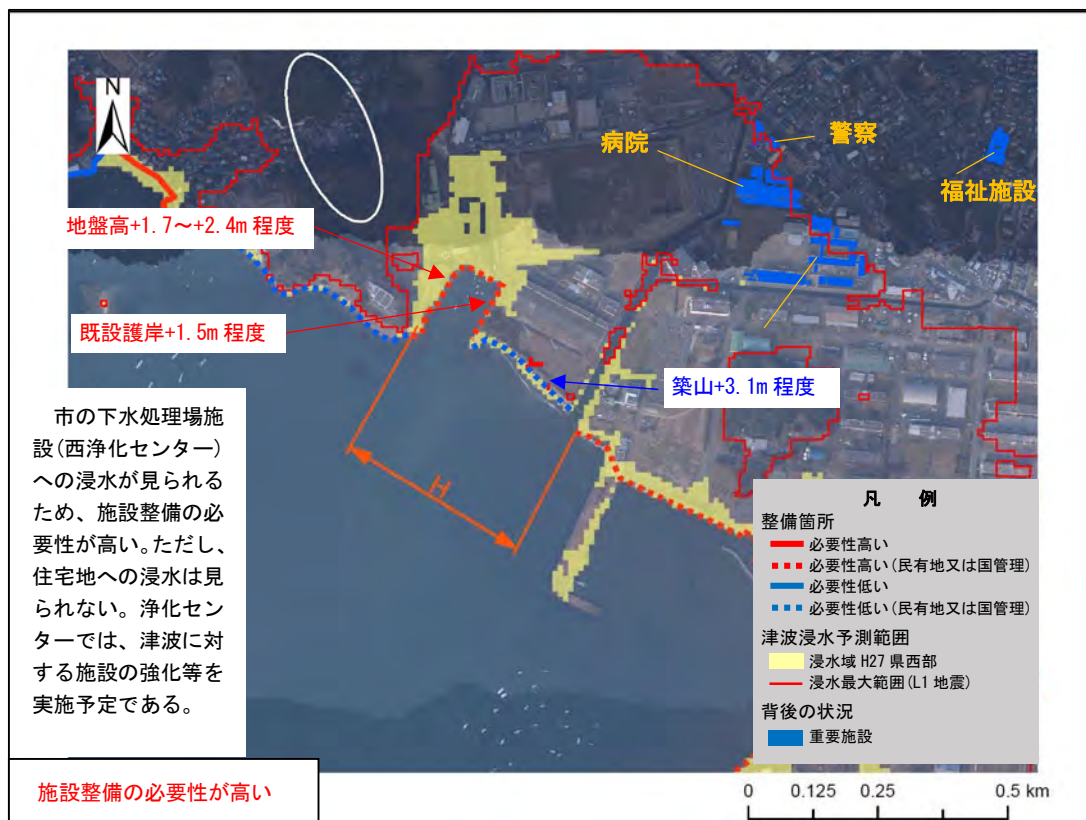 N
病院
警察
福祉施設
地盤高+1.7～+2.4m 程度
既設護岸+1.5m 程度
築山+3.1m 程度
H
市の下水処理場施
設(西浄化センター)
への浸水が見られる
ため、施設整備の必
要性が高い。ただし、
住宅地への浸水は見
られない。浄化セン
ターでは、津波に対
する施設の強化等を
実施予定である。
施設整備の必要性が高い
凡 例
整備箇所
必要性高い
必要性高い(民有地又は国管理)
必要性低い
必要性低い(民有地又は国管理)
津波浸水予測範囲
浸水域 H27 県西部
浸水最大範囲(L1 地震)
背後の状況
重要施設
0 0.125 0.25 0.5 km